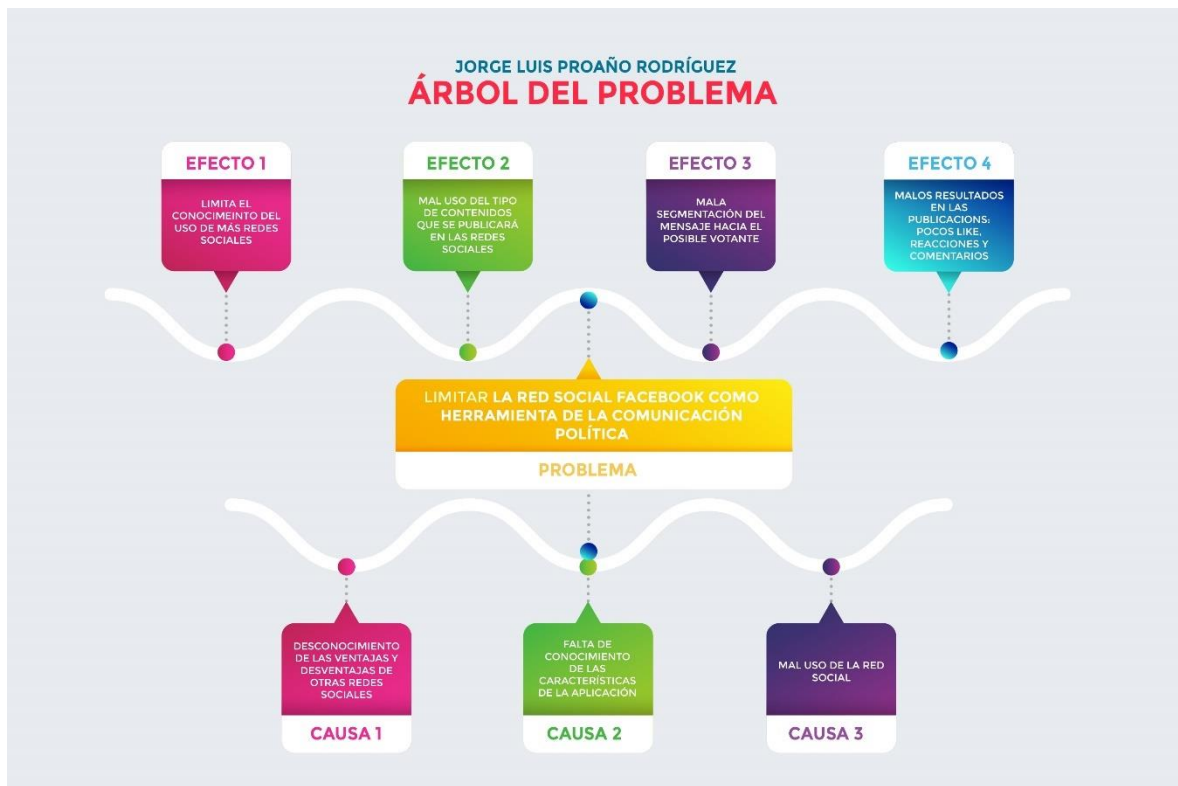 JORGE LUIS PROAÑO RODRÍGUEZ
ÁRBOL DEL PROBLEMA
EFECTO 1
LIMITA EL
CONOCIMEINTO DEL
USO DE MÁS REDES
SOCIALES
EFECTO 2
MAL USO DEL TIPO
DE CONTENIDOS
QUE SE PUBLICARÁ
EN LAS REDES
SOCIALES
EFECTO 3
MALA
SEGMENTACIÓN DEL
MENSAJE HACIA EL
POSIBLE VOTANTE
EFECTO 4
MALOS RESULTADOS
EN LAS
PUBLICACIONS:
POCOS LIKE,
REACCIONES Y
COMENTARIOS
LIMITAR LA RED SOCIAL FACEBOOK COMO
HERRAMIENTA DE LA COMUNICACIÓN
POLÍTICA
PROBLEMA
DESCONOCIMIENTO
DE LAS VENTAJAS Y
DESVENTAJAS DE
OTRAS REDES
SOCIALES
CAUSA 1
FALTA DE
CONOCIMIENTO
DE LAS
CARACTERÍSTICAS
DE LA APLICACIÓN
CAUSA 2
MAL USO DE LA RED
SOCIAL
CAUSA 3